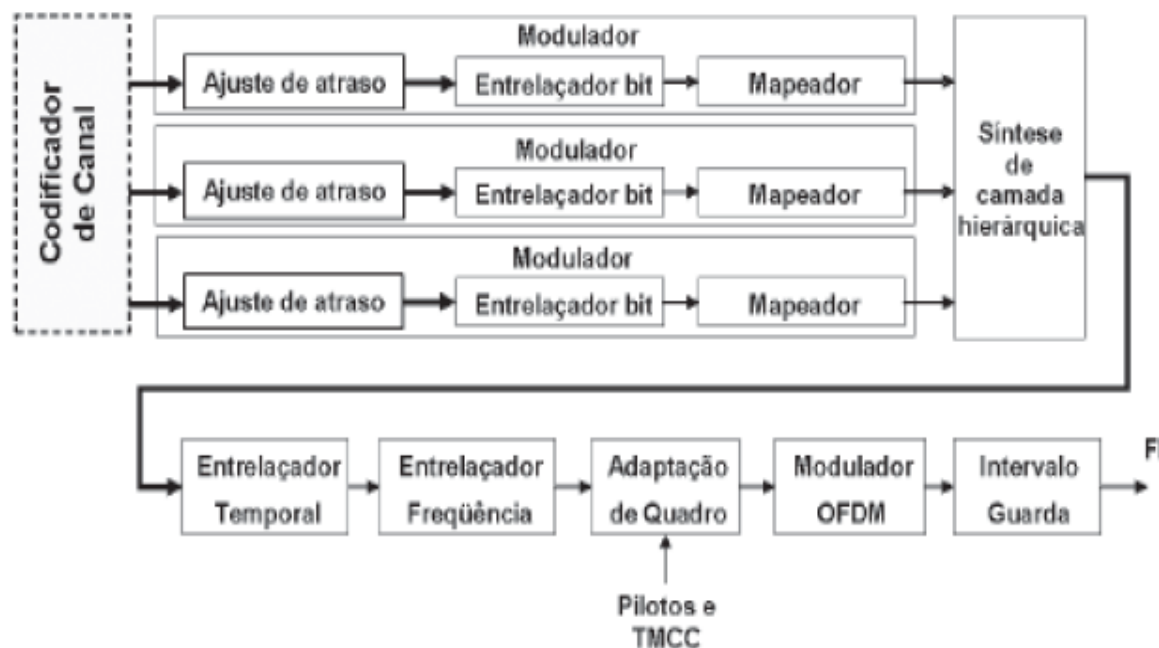 Codificador
de Canal
Modulador
Ajuste de atraso
Entrelaçador bit
Mapeador
Modulador
Ajuste de atraso
Entrelaçador bit
Mapeador
Modulador
Ajuste de atraso
Entrelaçador bit
Mapeador
Síntese
de
camada
hierárquica
Entrelaçador
Temporal
Entrelaçador
Freqüência
Adaptação
de Quadro
Modulador
OFDM
Intervalo
Guarda
Pilotos e
TMCC